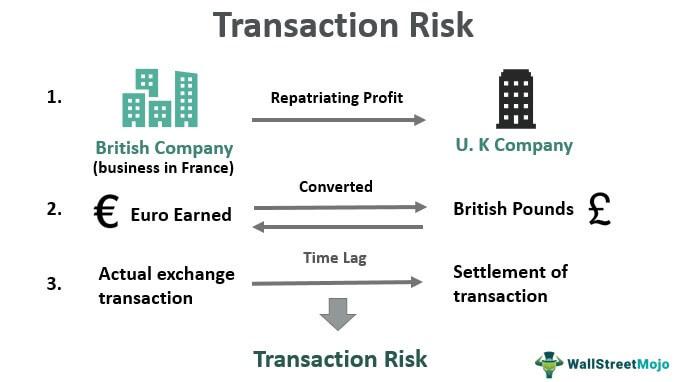 Transaction Risk
1.
Repatriating Profit
British Company
(business in France)
U. K Company
2.
€ Euro Earned
Converted
British Pounds £
3.
Actual exchange
transaction
Time Lag
Settlement of
transaction
Transaction Risk
WallStreetMojo